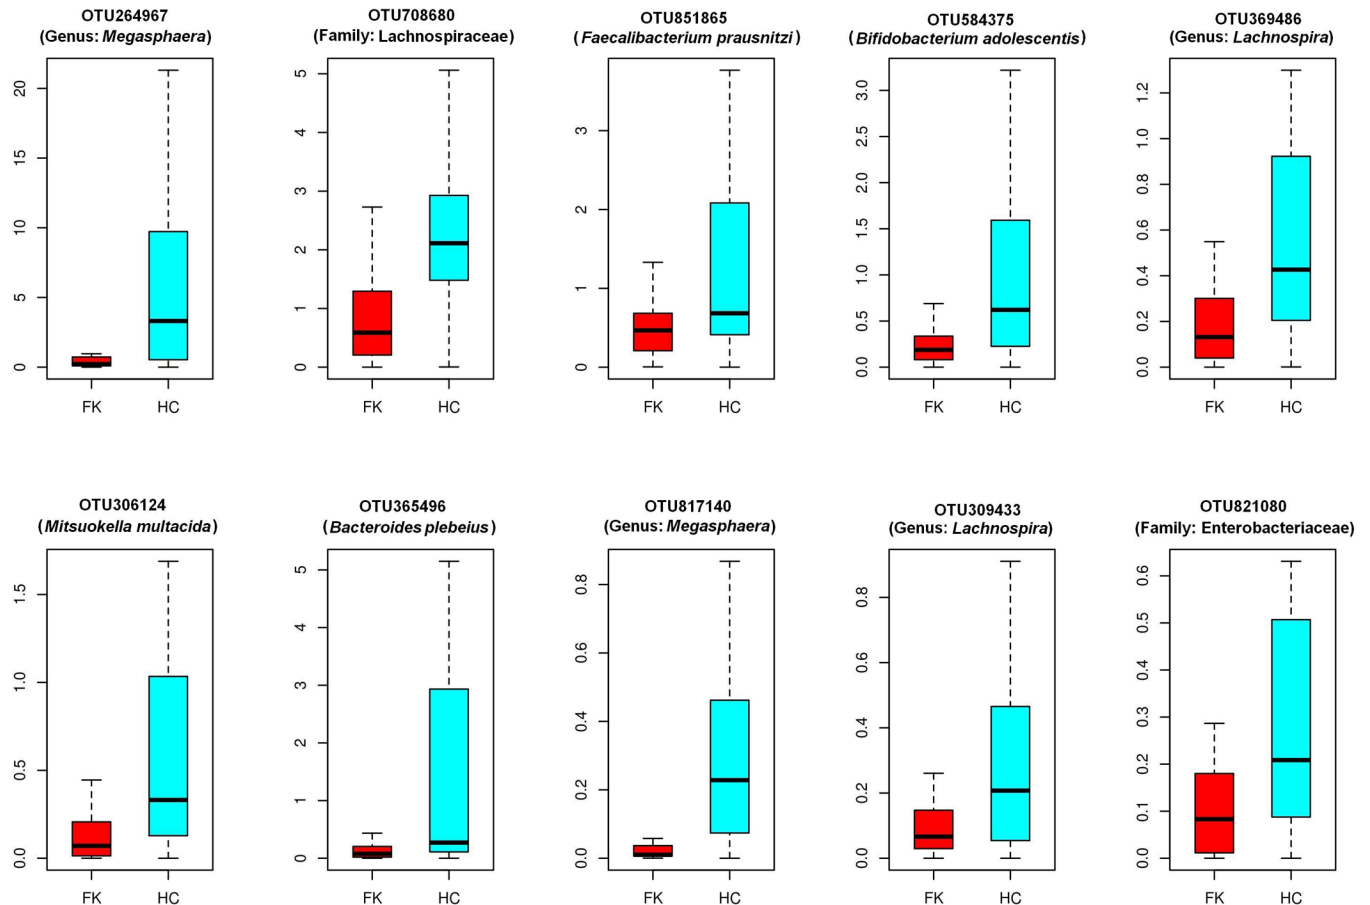 OTU264967
(Genus: Megasphaera)
20
15
10
5
0
FK HC
OTU708680
(Family: Lachnospiraceae)
5
4
3
2
1
0
FK HC
OTU851865
(Faecalibacterium prausnitzi)
3
2
1
0
FK HC
OTU584375
(Bifidobacterium adolescentis)
3.0
2.5
2.0
1.5
1.0
0.5
0.0
FK HC
OTU369486
(Genus: Lachnospira)
1.2
1.0
0.8
0.6
0.4
0.2
0.0
FK HC
OTU306124
(Mitsuokella multacida)
1.5
1.0
0.5
0.0
FK HC
OTU365496
(Bacteroides plebeius)
5
4
3
2
1
0
FK HC
OTU817140
(Genus: Megasphaera)
0.8
0.6
0.4
0.2
0.0
FK HC
OTU309433
(Genus: Lachnospira)
0.8
0.6
0.4
0.2
0.0
FK HC
OTU821080
(Family: Enterobacteriaceae)
0.6
0.5
0.4
0.3
0.2
0.1
0.0
FK HC